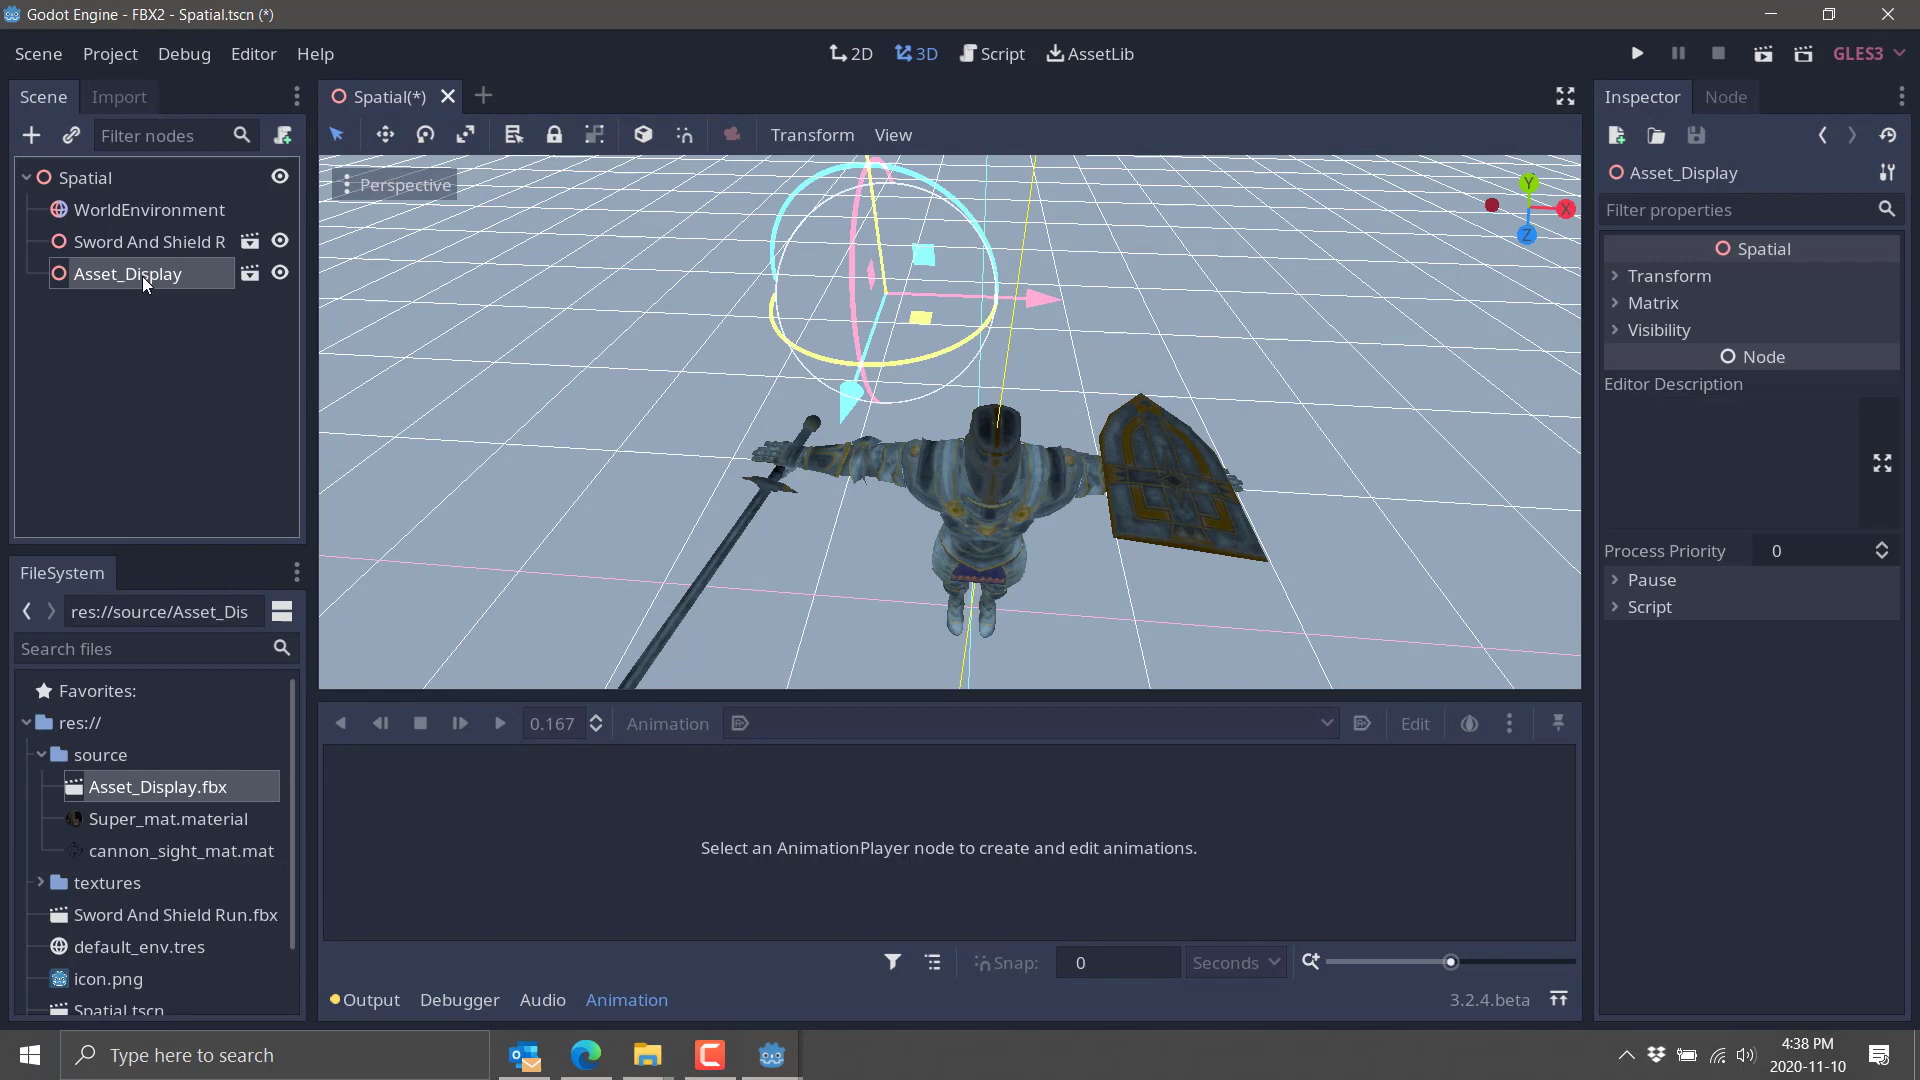 Godot Engine - FBX2 - Spatial.tscn (*)
Scene Project Debug Editor Help
2D 3D Script AssetLib
GLES3
Scene Import
Filter nodes
Spatial
WorldEnvironment
Sword And Shield R
Asset_Display
FileSystem
res://source/Asset_Dis
Search files
Favorites:
res://
source
Asset_Display.fbx
Super_mat.material
cannon_sight_mat.mat
textures
Sword And Shield Run.fbx
default_env.tres
icon.png
Spatial.tscn
Spatial(*)
Transform View
Perspective
Y
X
Z
0.167 Animation Edit
Select an AnimationPlayer node to create and edit animations.
Snap: 0 Seconds
Output Debugger Audio Animation 3.2.4.beta
Inspector Node
Asset_Display
Filter properties
Spatial
Transform
Matrix
Visibility
Node
Editor Description
Process Priority 0
Pause
Script
Type here to search
4:38 PM
2020-11-10